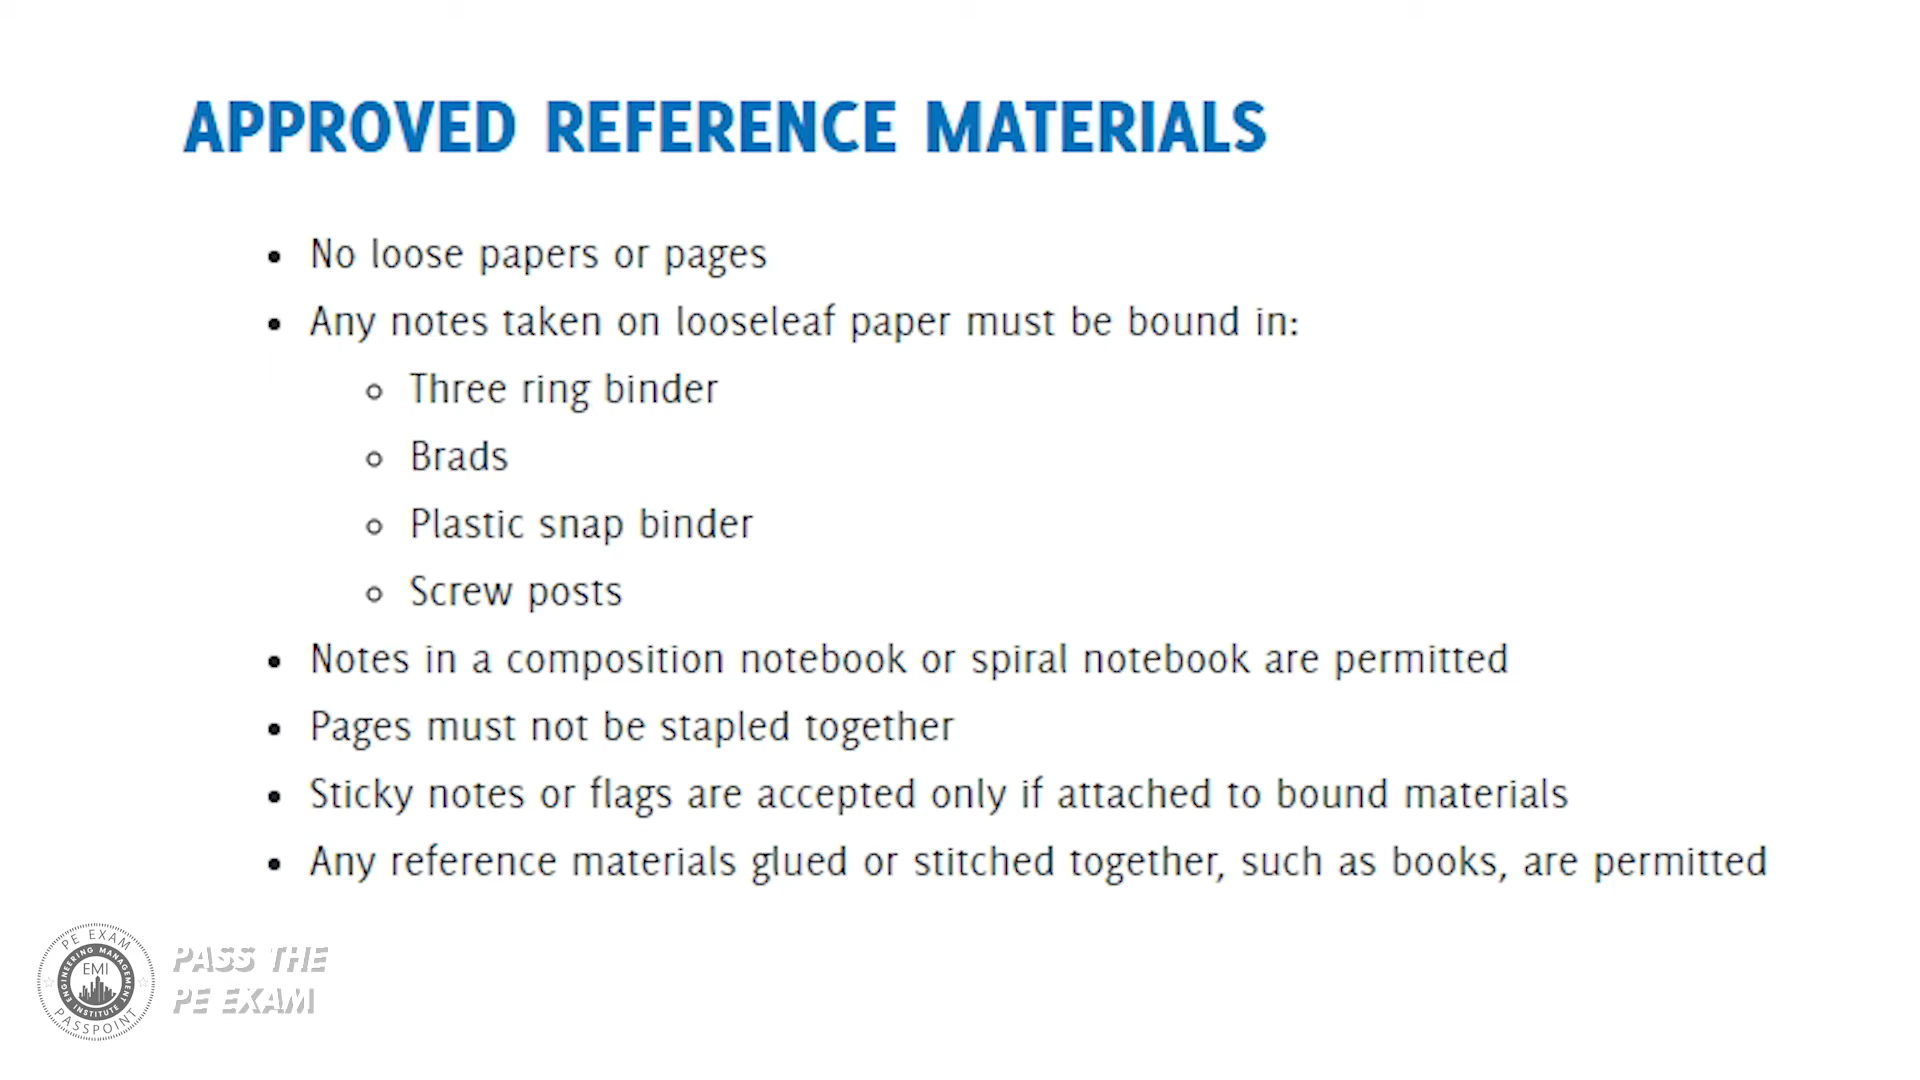 APPROVED REFERENCE MATERIALS
No loose papers or pages
Any notes taken on looseleaf paper must be bound in:
Three ring binder
Brads
Plastic snap binder
Screw posts
Notes in a composition notebook or spiral notebook are permitted
Pages must not be stapled together
Sticky notes or flags are accepted only if attached to bound materials
Any reference materials glued or stitched together, such as books, are permitted
PE EXAM
ENGINEERING MANAGEMENT
EMI
INSTITUTE
PASSPOINT
PASS THE
PE EXAM